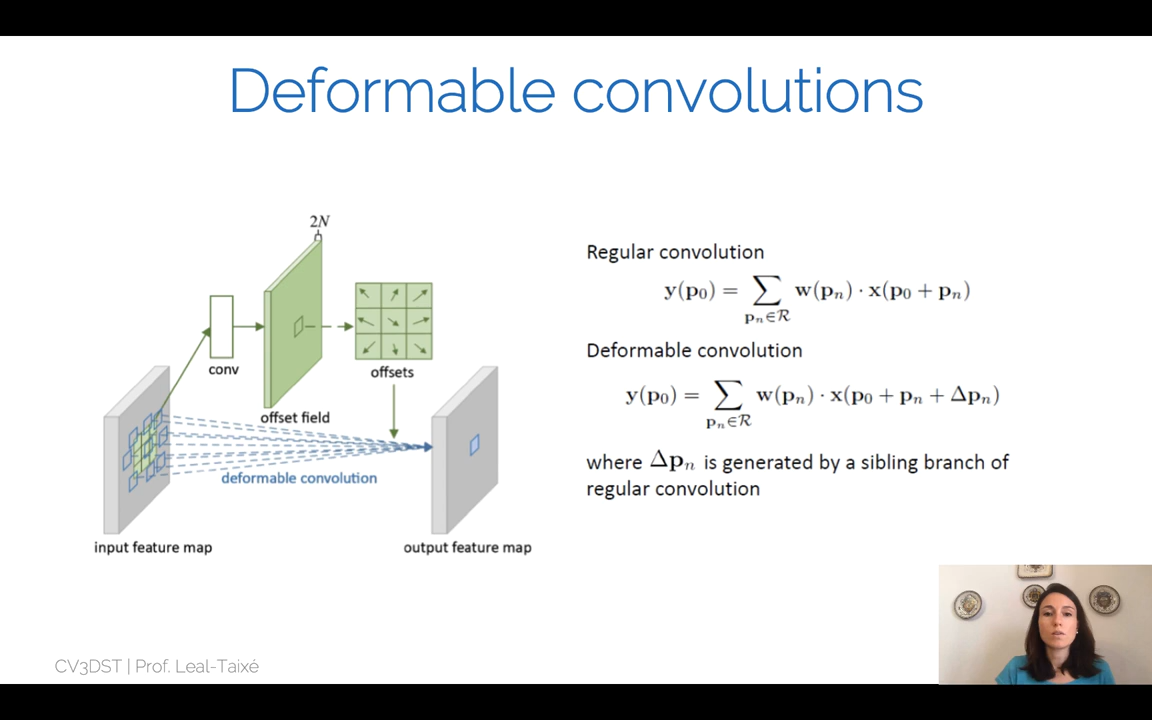 Deformable convolutions
2N
conv
offset field
offsets
deformable convolution
input feature map
output feature map
Regular convolution
y(p₀) = ∑ w(pₙ) · x(p₀ + pₙ)
pₙ∈ℛ
Deformable convolution
y(p₀) = ∑ w(pₙ) · x(p₀ + pₙ + Δpₙ)
pₙ∈ℛ
where Δpₙ is generated by a sibling branch of
regular convolution
CV3DST | Prof. Leal-Taixé